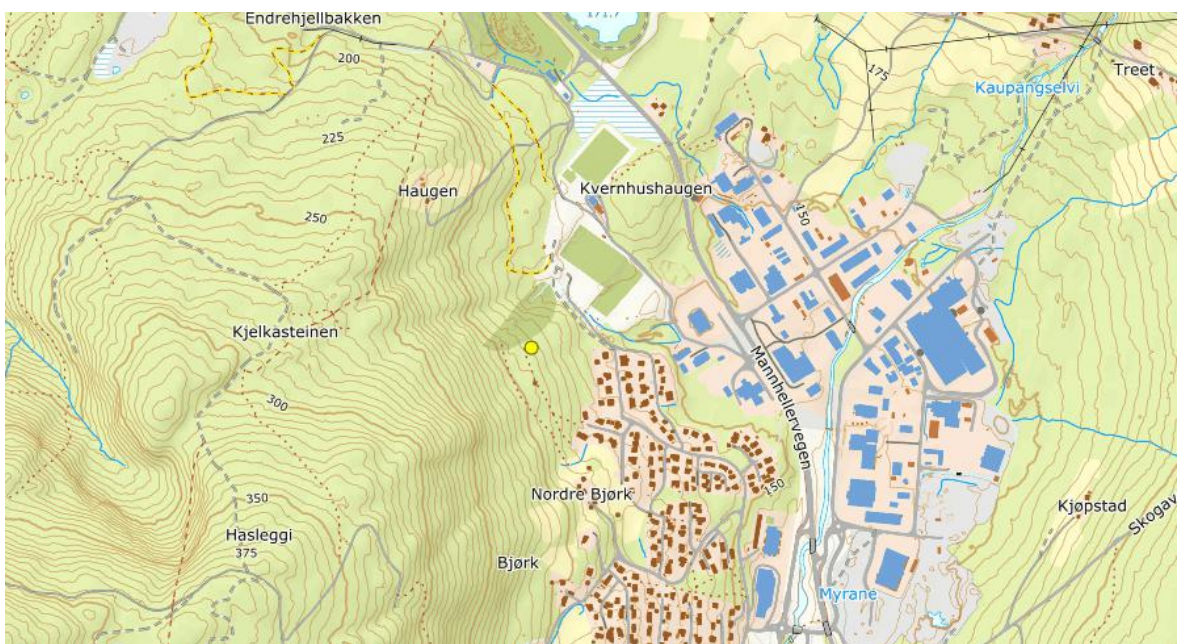 Endrehjellbakken
171.7
200
175
Treet
Kaupangselvi
225
Haugen
Kvernhushaugen
250
150
Kjelkasteinen
300
Mannhellervegen
350
Nordre Bjørk
150
Kjøpstad
Skogav
Hasleggi
375
Bjørk
Myrane